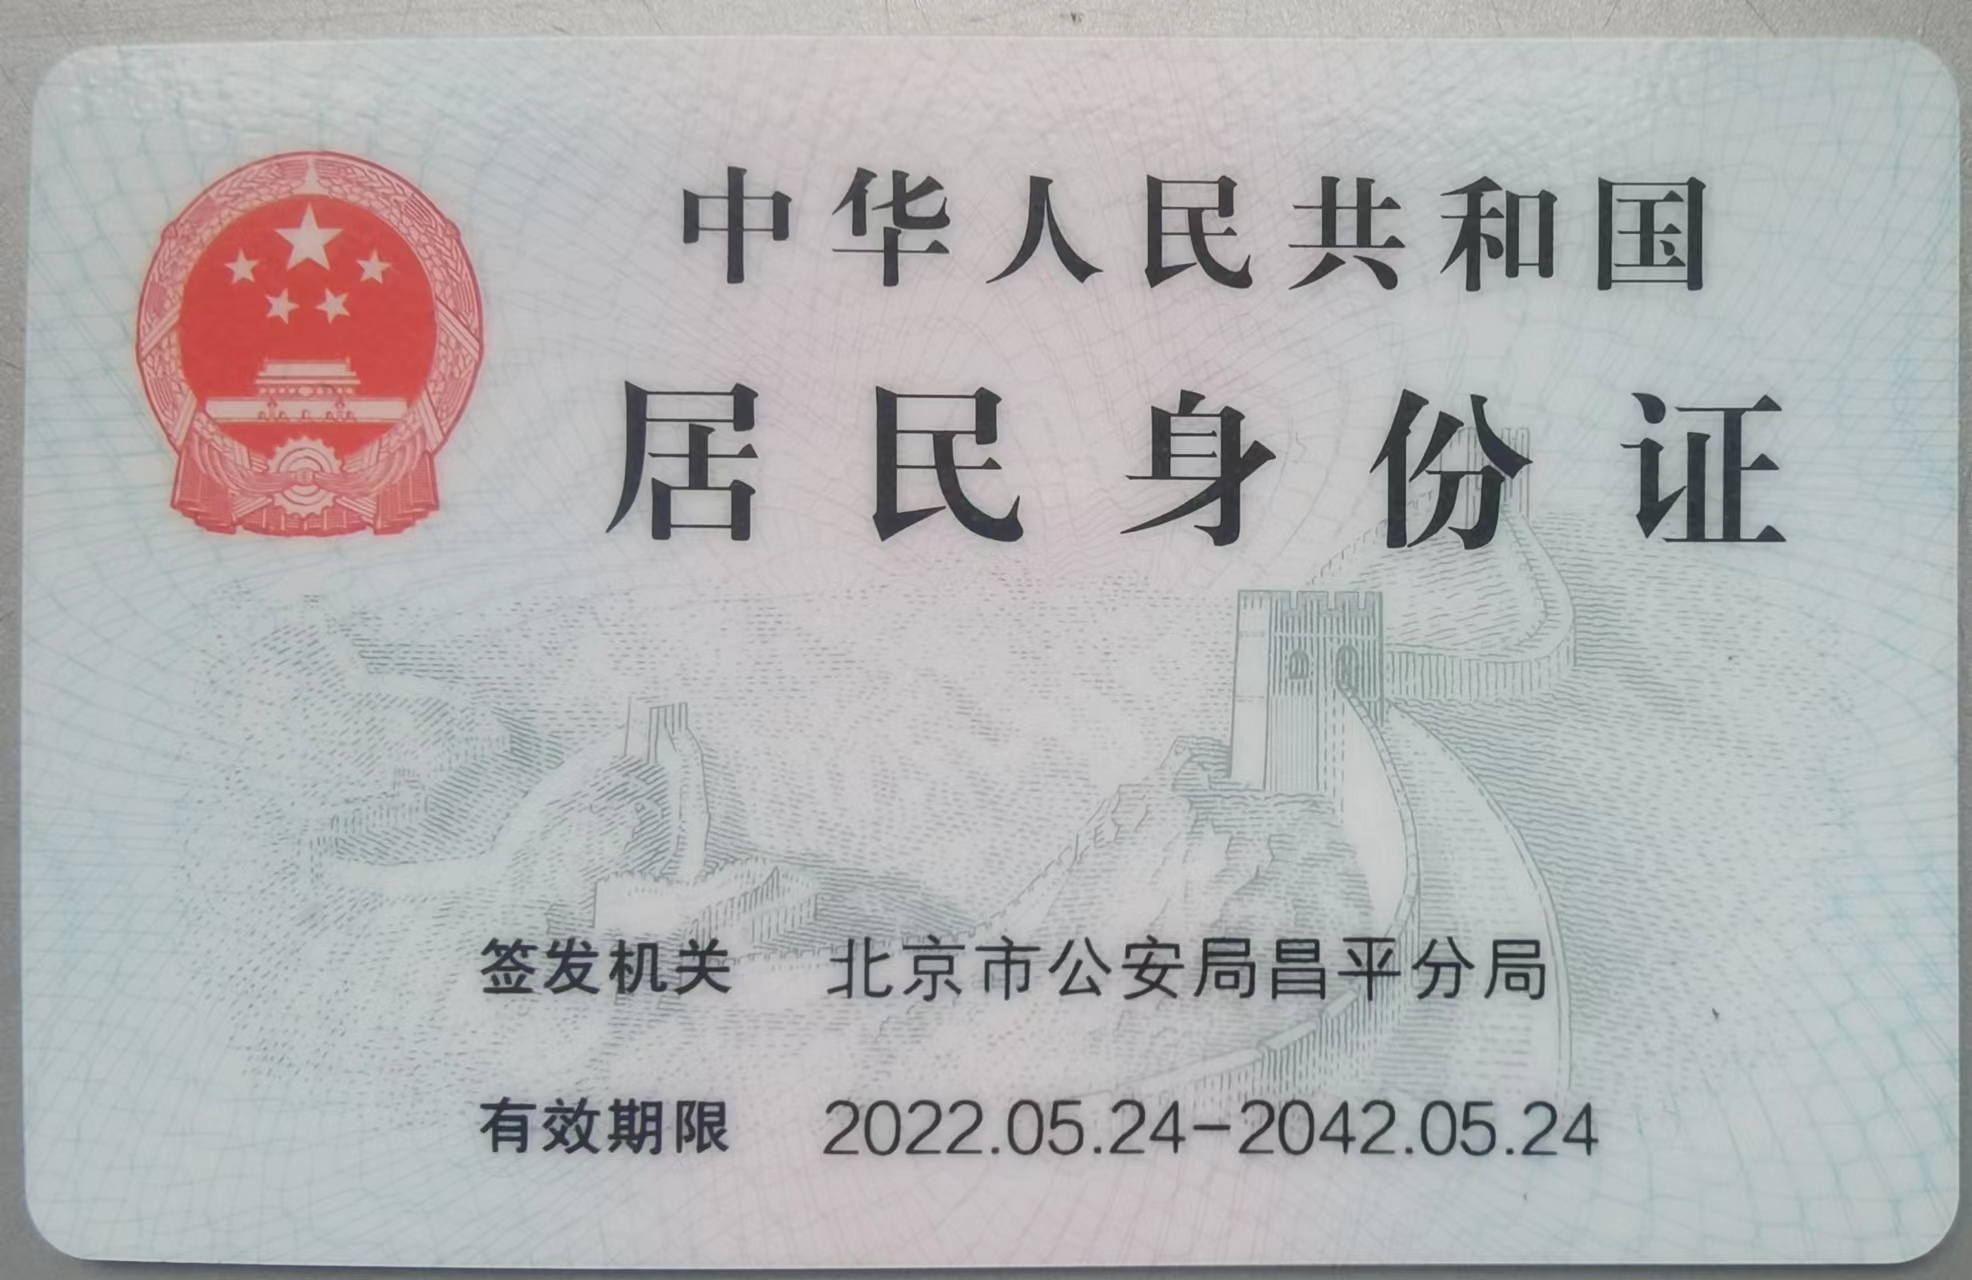 中华人民共和国
居民身份证
签发机关 北京市公安局昌平分局
有效期限 2022.05.24-2042.05.24